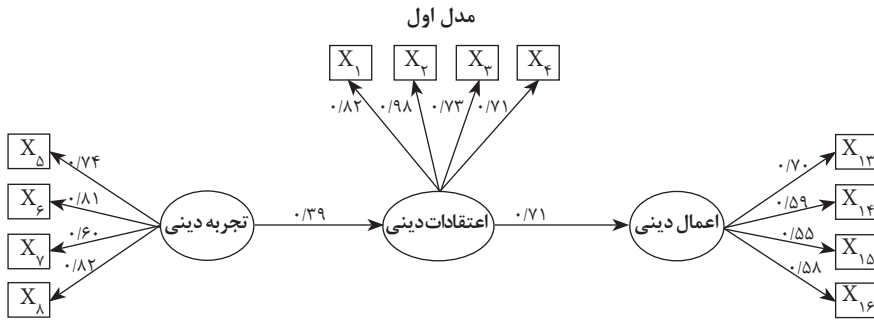 مدل اول
X۱ X۲ X۳ X۴
۰/۸۲ ۰/۹۸ ۰/۷۳ ۰/۷۱
X۵
X۶
X۷
X۸
۰/۷۴
۰/۸۱
۰/۶۰
۰/۸۲
تجربه دینی
۰/۳۹
اعتقادات دینی
۰/۷۱
اعمال دینی
۰/۷۰
۰/۵۹
۰/۵۵
۰/۵۸
X۱۳
X۱۴
X۱۵
X۱۶